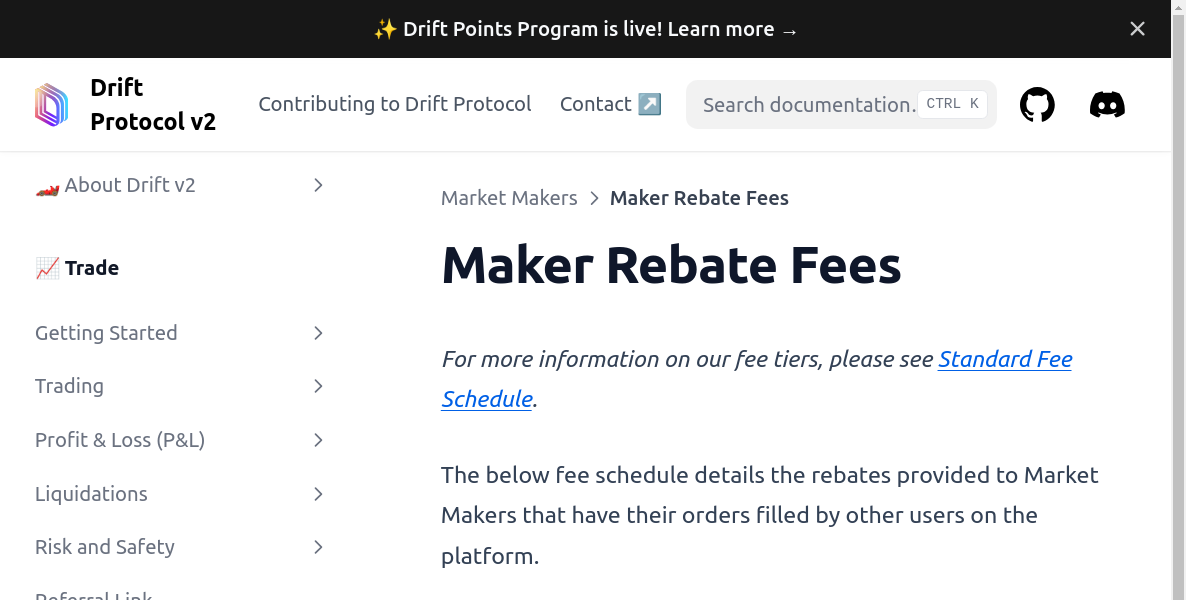 ✨ Drift Points Program is live! Learn more →
Drift
Protocol v2
Contributing to Drift Protocol
Contact ↗️
Search documentation.
CTRL K
🏎️ About Drift v2
📈 Trade
Getting Started
Trading
Profit & Loss (P&L)
Liquidations
Risk and Safety
Referral Link
Market Makers > Maker Rebate Fees
Maker Rebate Fees
For more information on our fee tiers, please see Standard Fee
Schedule.
The below fee schedule details the rebates provided to Market
Makers that have their orders filled by other users on the
platform.